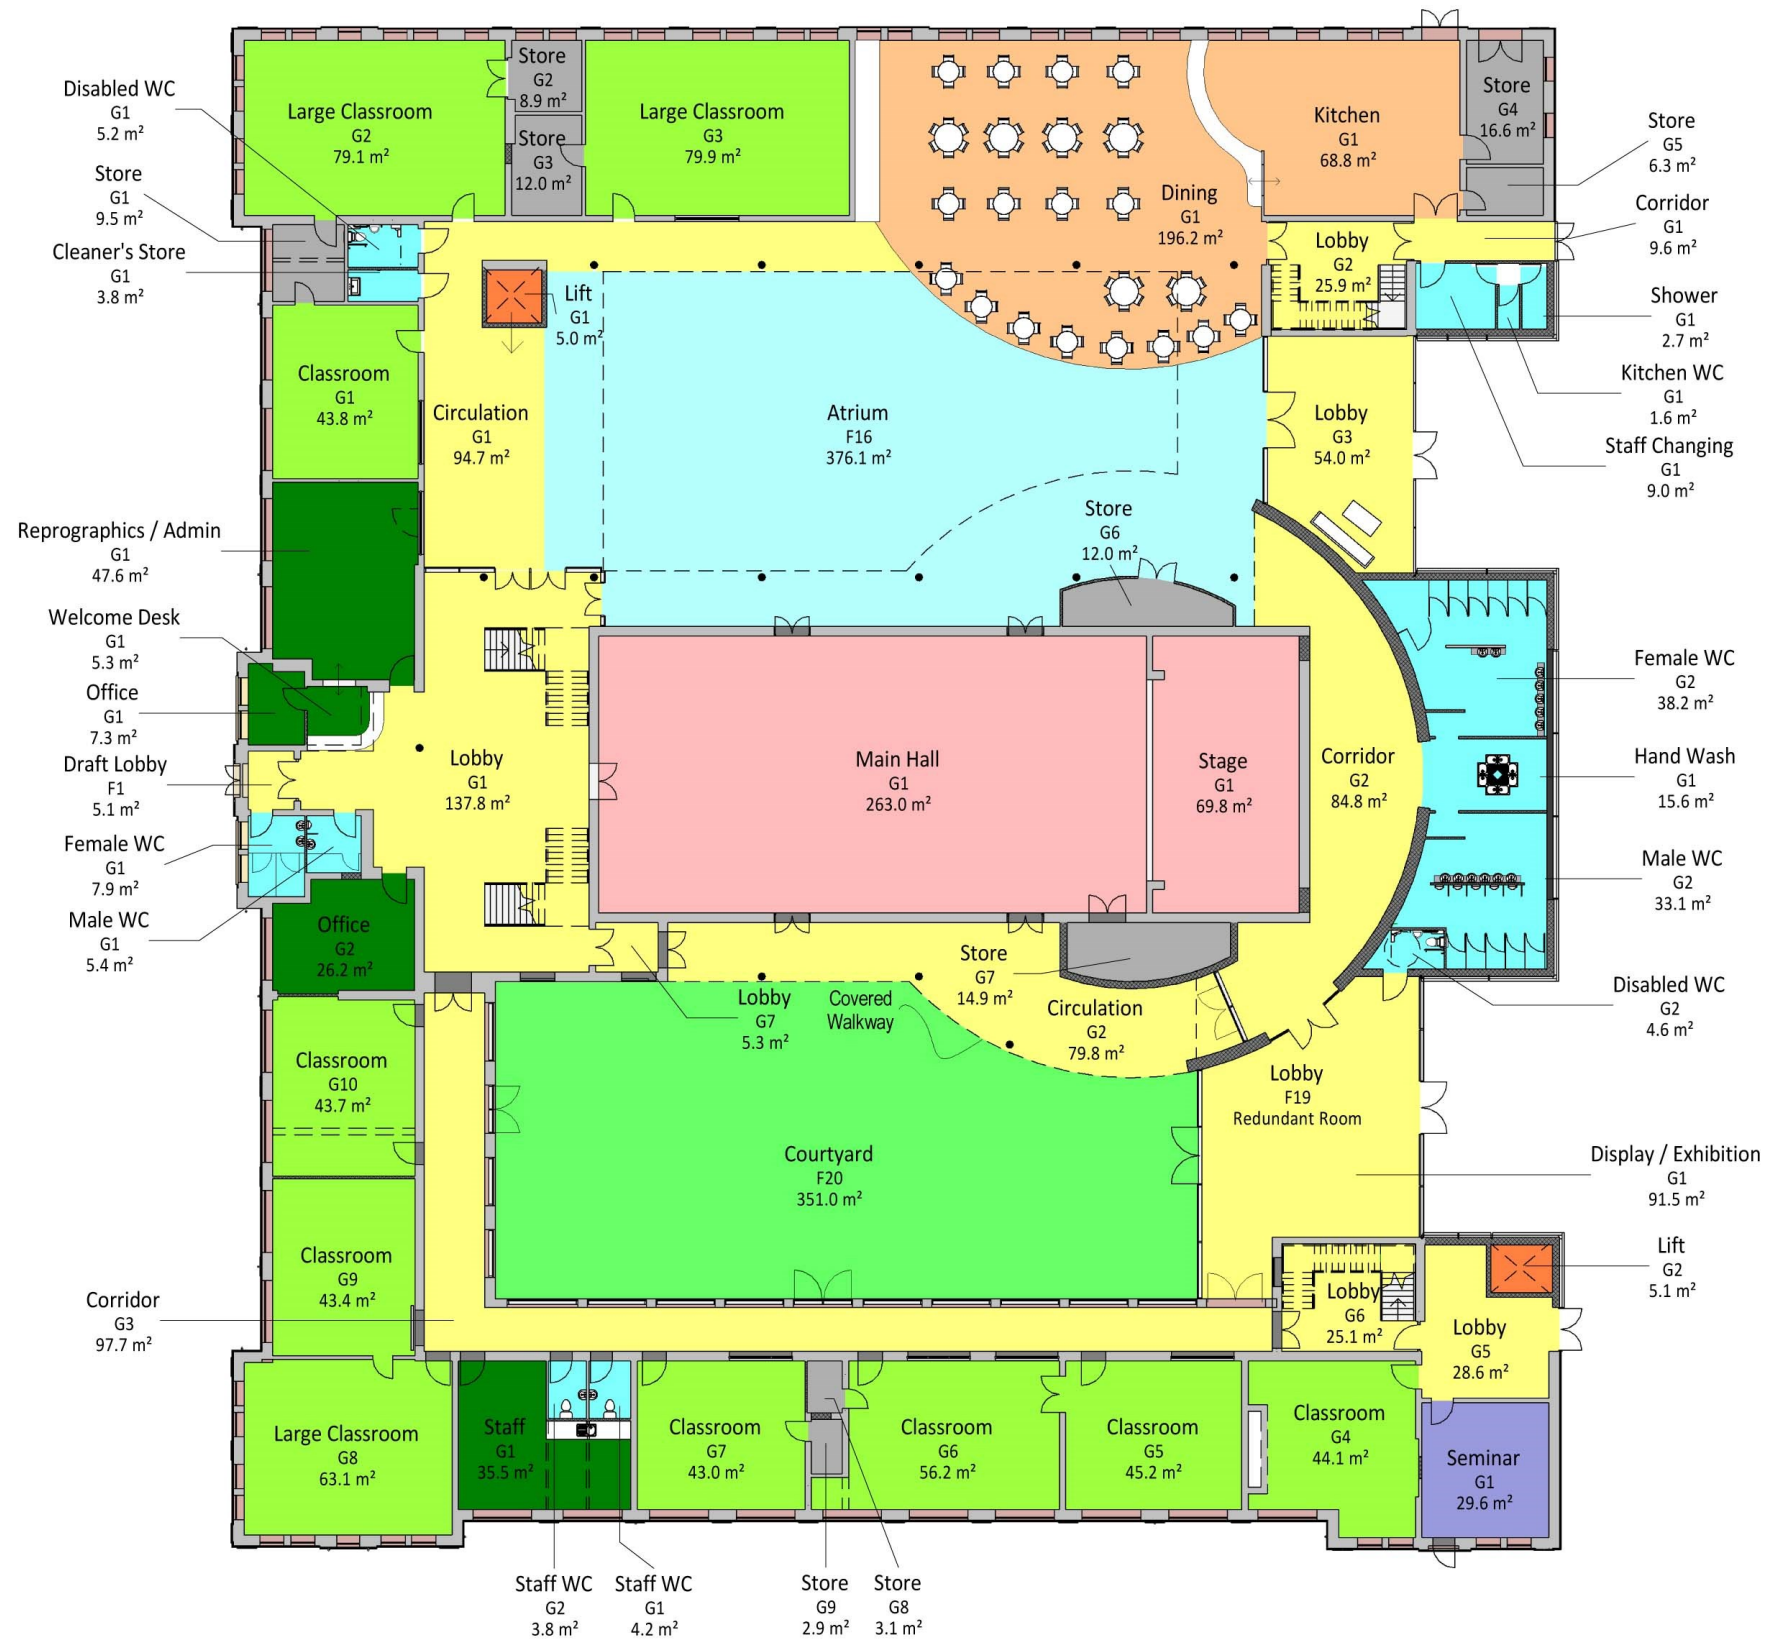 Disabled WC
G1
5.2 m²
Store
G1
9.5 m²
Cleaner's Store
G1
3.8 m²
Large Classroom
G2
79.1 m²
Store
G2
8.9 m²
Store
G3
12.0 m²
Large Classroom
G3
79.9 m²
Dining
G1
196.2 m²
Kitchen
G1
68.8 m²
Store
G4
16.6 m²
Store
G5
6.3 m²
Corridor
G1
9.6 m²
Lobby
G2
25.9 m²
Shower
G1
2.7 m²
Kitchen WC
G1
1.6 m²
Staff Changing
G1
9.0 m²
Lift
G1
5.0 m²
Classroom
G1
43.8 m²
Circulation
G1
94.7 m²
Atrium
F16
376.1 m²
Lobby
G3
54.0 m²
Store
G6
12.0 m²
Reprographics / Admin
G1
47.6 m²
Welcome Desk
G1
5.3 m²
Office
G1
7.3 m²
Draft Lobby
F1
5.1 m²
Female WC
G1
7.9 m²
Male WC
G1
5.4 m²
Lobby
G1
137.8 m²
Main Hall
G1
263.0 m²
Stage
G1
69.8 m²
Corridor
G2
84.8 m²
Female WC
G2
38.2 m²
Hand Wash
G1
15.6 m²
Male WC
G2
33.1 m²
Disabled WC
G2
4.6 m²
Office
G2
26.2 m²
Store
G7
14.9 m²
Lobby
G7
5.3 m²
Covered
Walkway
Circulation
G2
79.8 m²
Lobby
F19
Redundant Room
Display / Exhibition
G1
91.5 m²
Classroom
G10
43.7 m²
Courtyard
F20
351.0 m²
Classroom
G9
43.4 m²
Corridor
G3
97.7 m²
Lobby
G6
25.1 m²
Lift
G2
5.1 m²
Lobby
G5
28.6 m²
Large Classroom
G8
63.1 m²
Staff
G1
35.5 m²
Classroom
G7
43.0 m²
Classroom
G6
56.2 m²
Classroom
G5
45.2 m²
Classroom
G4
44.1 m²
Seminar
G1
29.6 m²
Staff WC
G2
3.8 m²
Staff WC
G1
4.2 m²
Store
G9
2.9 m²
Store
G8
3.1 m²